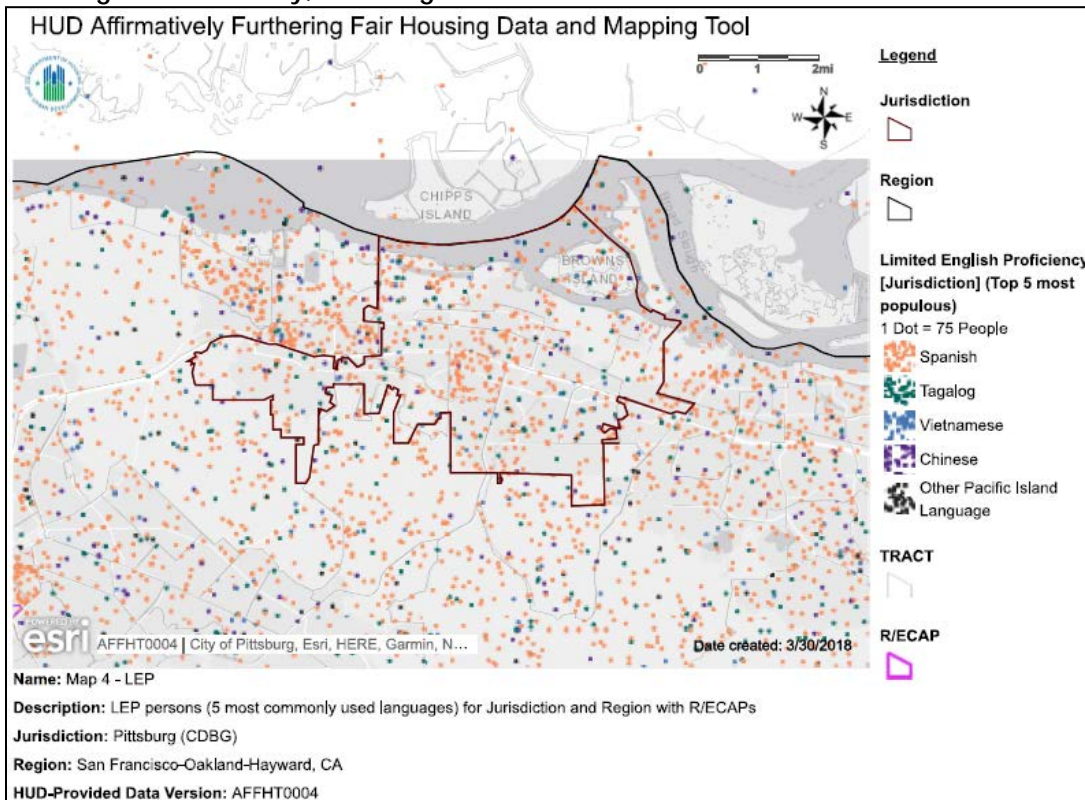 HUD Affirmatively Furthering Fair Housing Data and Mapping Tool
0 1 2mi
N
W E
S
CHIPPS
ISLAND
BROWNS
ISLAND
POWERED BY
esri
AFFHT0004 | City of Pittsburg, Esri, HERE, Garmin, N...
Date created: 3/30/2018
Legend
Jurisdiction
Region
Limited English Proficiency
[Jurisdiction] (Top 5 most
populous)
1 Dot = 75 People
Spanish
Tagalog
Vietnamese
Chinese
Other Pacific Island
Language
TRACT
R/ECAP
Name: Map 4 - LEP
Description: LEP persons (5 most commonly used languages) for Jurisdiction and Region with R/ECAPs
Jurisdiction: Pittsburg (CDBG)
Region: San Francisco-Oakland-Hayward, CA
HUD-Provided Data Version: AFFHT0004